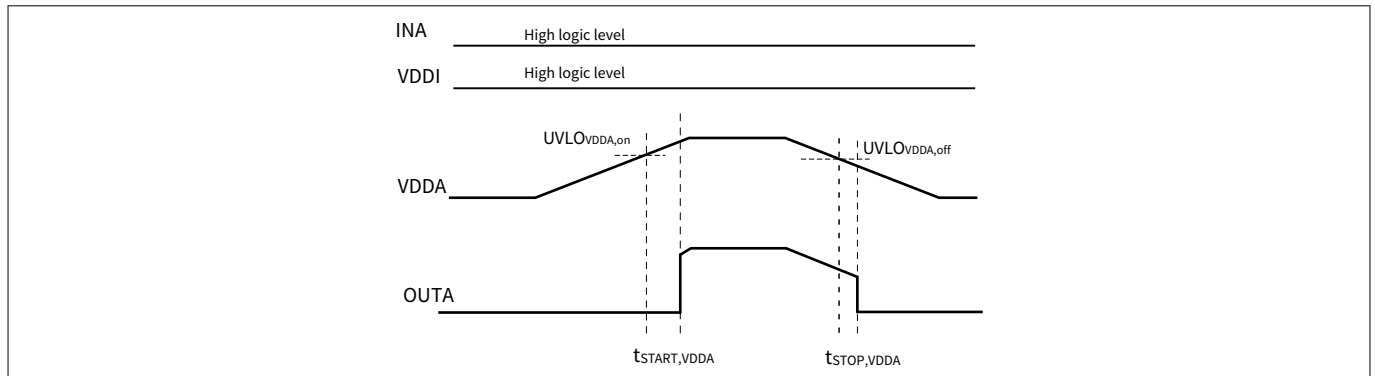 INA
High logic level
VDDI
High logic level
UVLOVDDA,on
UVLOVDDA,off
VDDA
OUTA
tSTART,VDDA
tSTOP,VDDA